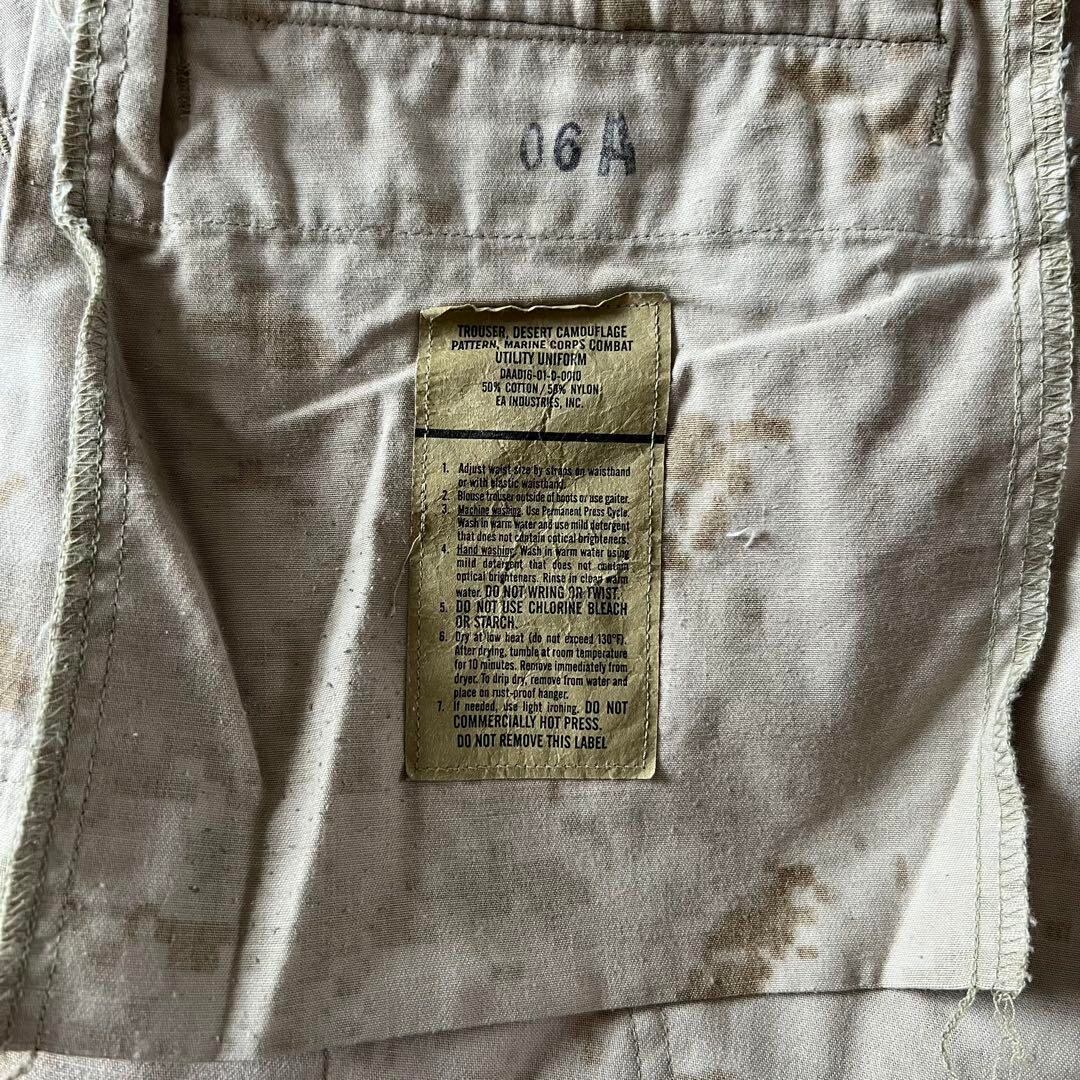 06A
TROUSER, DESERT CAMOUFLAGE
PATTERN, MARINE CORPS COMBAT
UTILITY UNIFORM
DAAD16-01-D-0010
50% COTTON / 50% NYLON
EA INDUSTRIES, INC.
1. Adjust waist size by straps on waistband
or with elastic waistband.
2. Blouse trouser outside of boots or use gaiter.
3. Machine washing. Use Permanent Press Cycle.
Wash in warm water and use mild detergent
that does not contain optical brighteners.
4. Hand washing: Wash in warm water using
mild detergent that does not contain
optical brighteners. Rinse in clean warm
water. DO NOT WRING OR TWIST.
5. DO NOT USE CHLORINE BLEACH
OR STARCH.
6. Dry at low heat (do not exceed 130°F).
After drying, tumble at room temperature
for 10 minutes. Remove immediately from
dryer. To drip dry, remove from water and
place on rust-proof hanger.
7. If needed, use light ironing. DO NOT
COMMERCIALLY HOT PRESS.
DO NOT REMOVE THIS LABEL